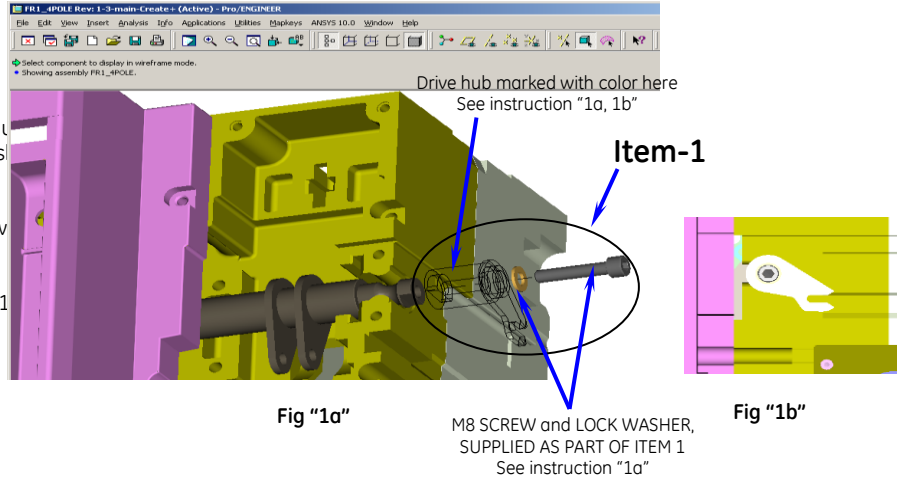 FR1_4POLE Rev: 1-3-main-Create+ (Active) - Pro/ENGINEER
File Edit View Insert Analysis Info Applications Utilities Mapkeys ANSYS 10.0 Window Help
Select component to display in wireframe mode.
Showing assembly FR1_4POLE.
Drive hub marked with color here
See instruction "1a, 1b"
Item-1
Fig "1a"
Fig "1b"
M8 SCREW and LOCK WASHER,
SUPPLIED AS PART OF ITEM 1
See instruction "1a"